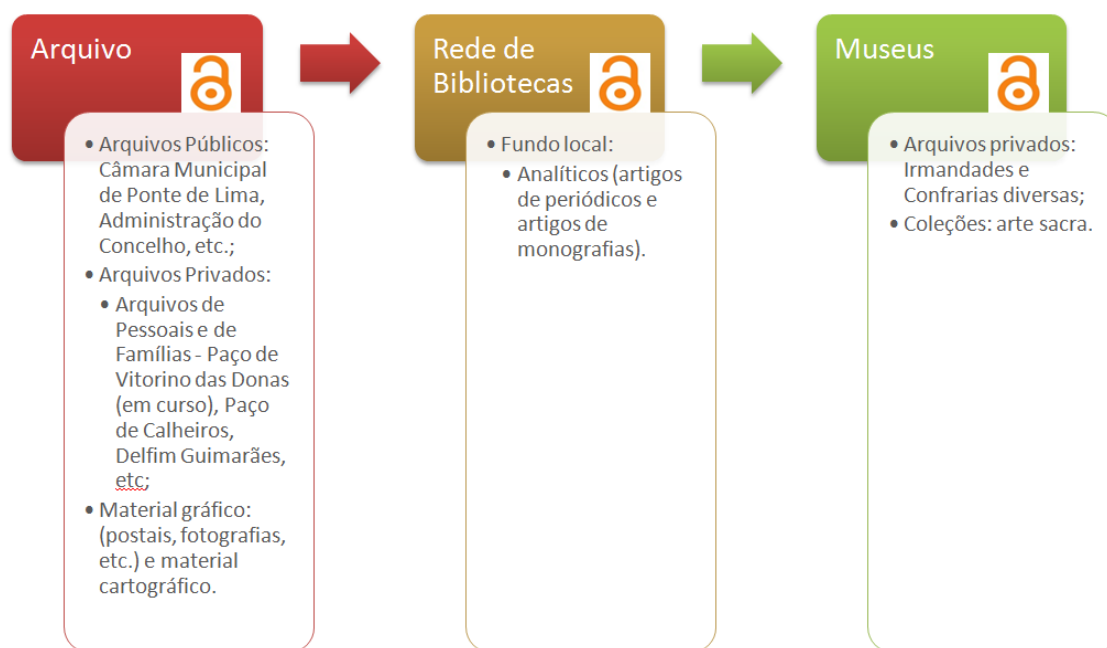 Arquivo
• Arquivos Públicos:
Câmara Municipal
de Ponte de Lima,
Administração do
Concelho, etc.;
• Arquivos Privados:
• Arquivos de
Pessoais e de
Famílias - Paço de
Vitorino das Donas
(em curso), Paço
de Calheiros,
Delfim Guimarães,
etc;
• Material gráfico:
(postais, fotografias,
etc.) e material
cartográfico.
Rede de
Bibliotecas
• Fundo local:
• Analíticos (artigos
de periódicos e
artigos de
monografias).
Museus
• Arquivos privados:
Irmandades e
Confrarias diversas;
• Coleções: arte sacra.